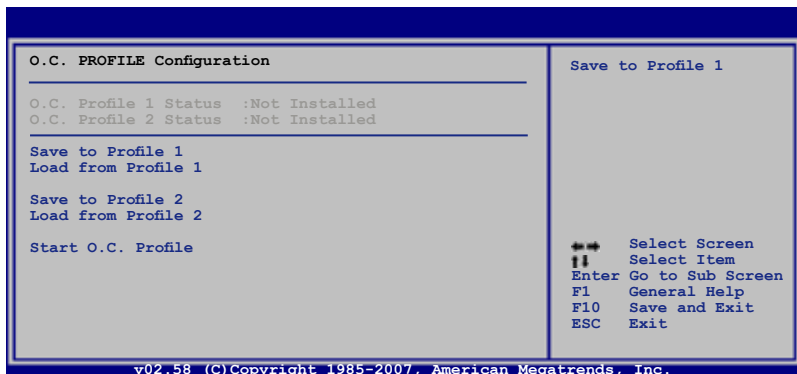 O.C. PROFILE Configuration
O.C. Profile 1 Status :Not Installed
O.C. Profile 2 Status :Not Installed
Save to Profile 1
Load from Profile 1
Save to Profile 2
Load from Profile 2
Start O.C. Profile
Save to Profile 1
Select Screen
Select Item
Enter Go to Sub Screen
F1 General Help
F10 Save and Exit
ESC Exit
v02.58 (C)Copyright 1985-2007, American Megatrends, Inc.